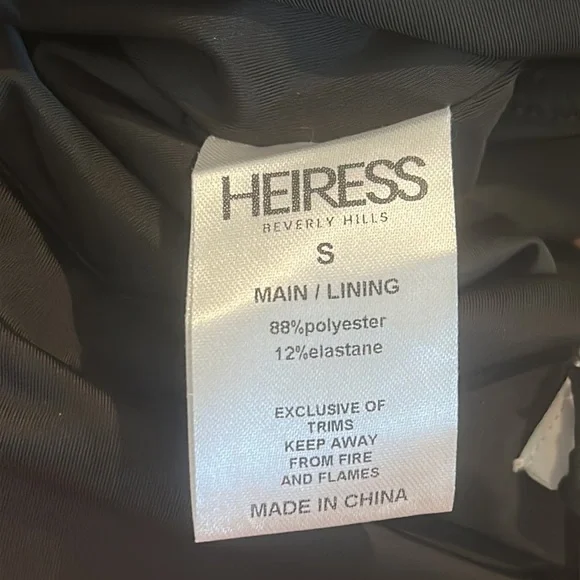 HEIRESS
BEVERLY HILLS
S
MAIN / LINING
88%polyester
12%elastane
EXCLUSIVE OF
TRIMS
KEEP AWAY
FROM FIRE
AND FLAMES
MADE IN CHINA